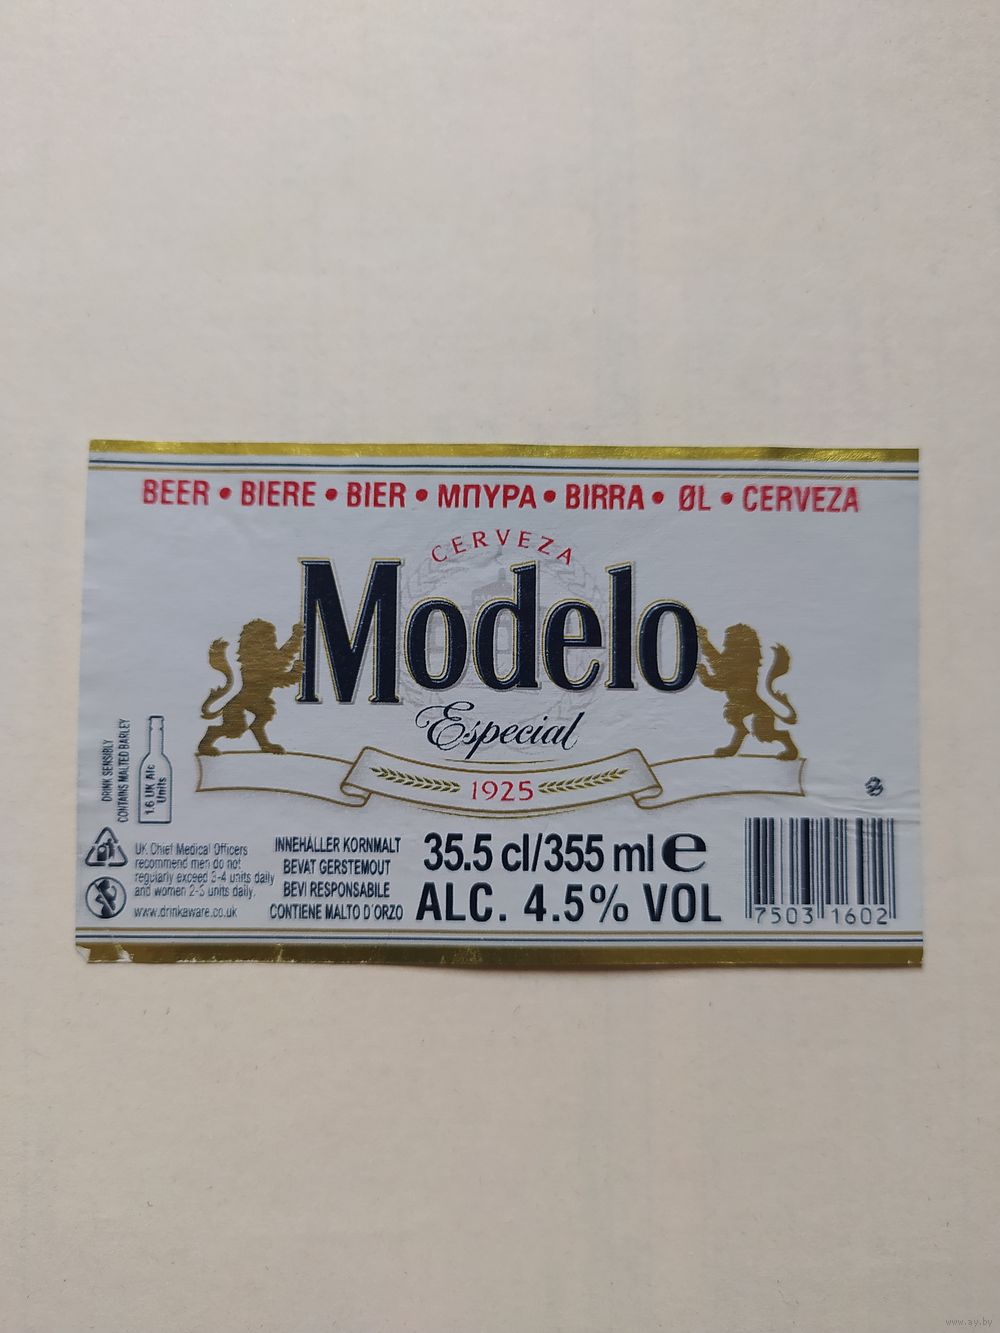 BEER • BIERE • BIER • ΜΠΥΡΑ • BIRRA • ØL • CERVEZA
CERVEZA
Modelo
Especial
1925
DRINK SENSIBLY
CONTAINS MALTED BARLEY
1.6 UK Alc
Units
UK Chief Medical Officers
recommend men do not
regularly exceed 3-4 units daily
and women 2-3 units daily.
www.drinkaware.co.uk
INNEHÅLLER KORNMALT
BEVAT GERSTEMOUT
BEVI RESPONSABILE
CONTIENE MALTO D'ORZO
35.5 cl/355 ml e
ALC. 4.5% VOL
7503 1602
www.ay.by